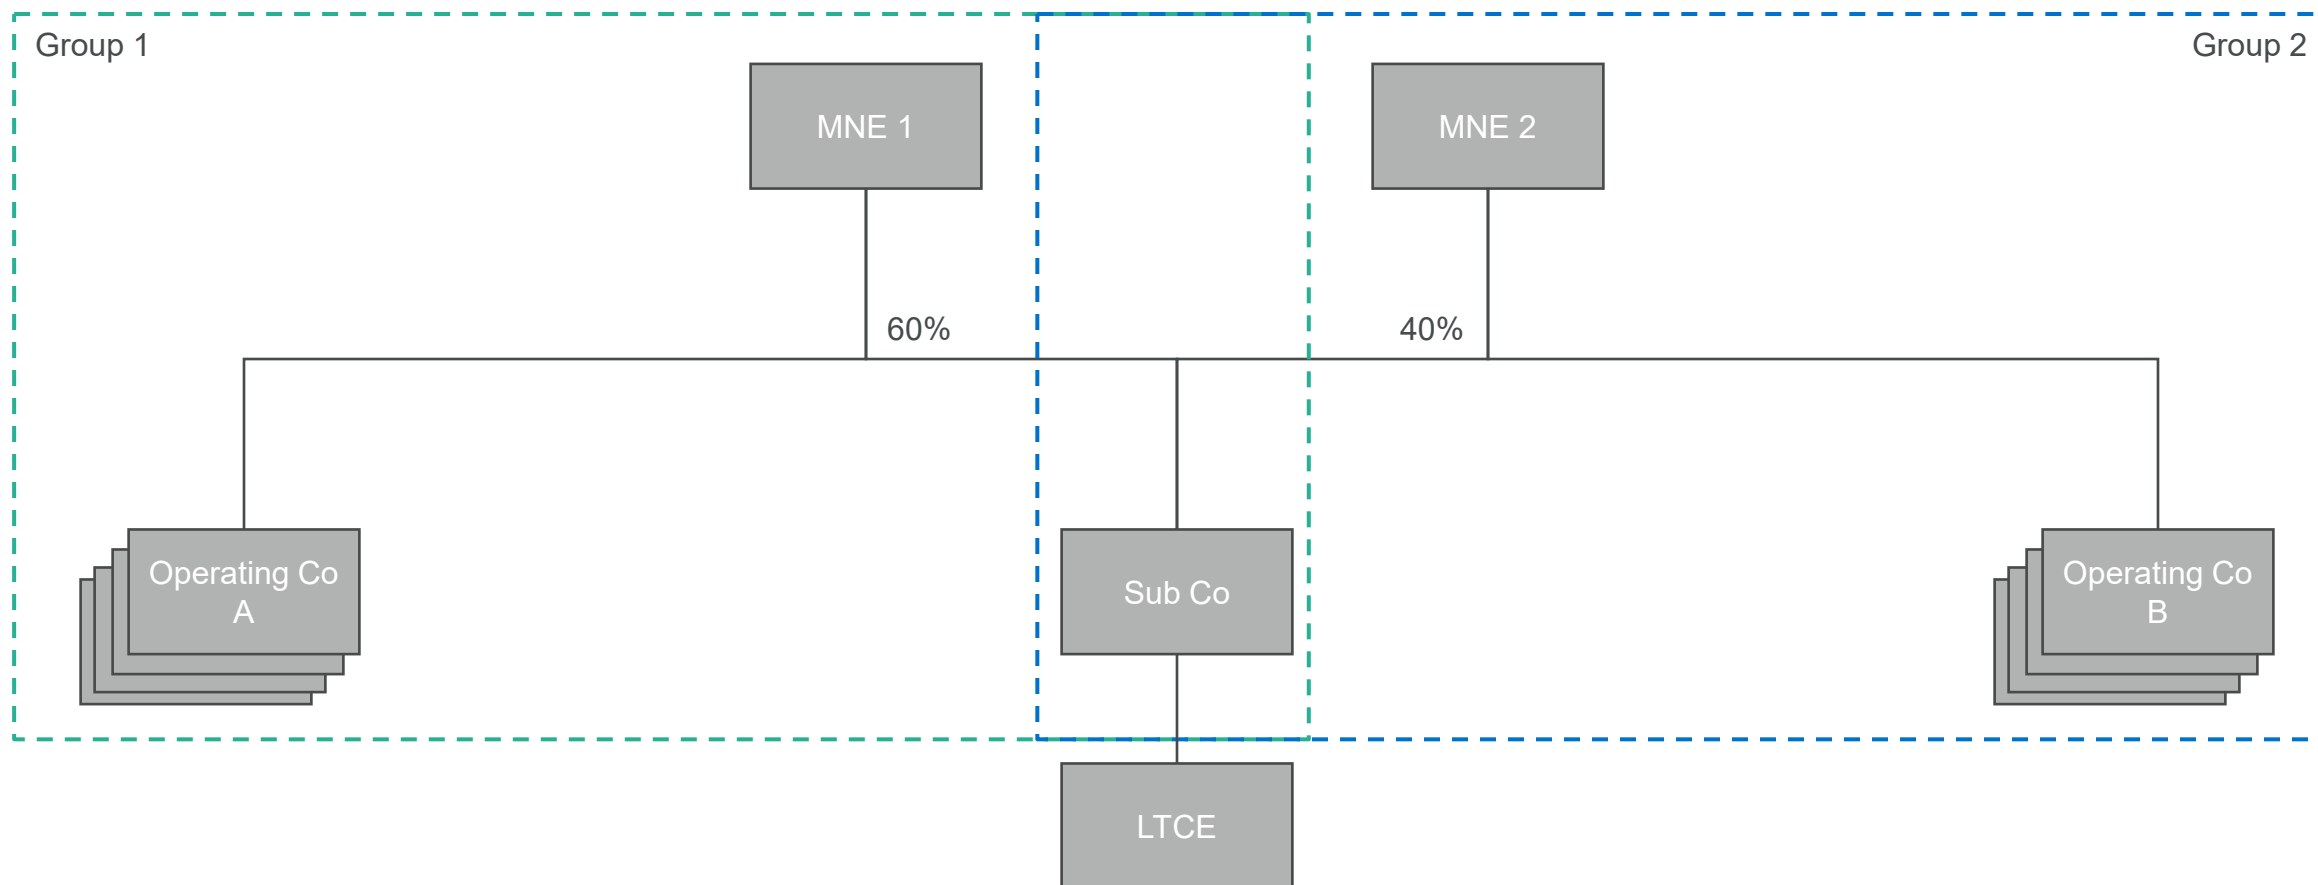 Group 1
Group 2
MNE 1
MNE 2
60%
40%
Operating Co
A
Sub Co
Operating Co
B
LTCE